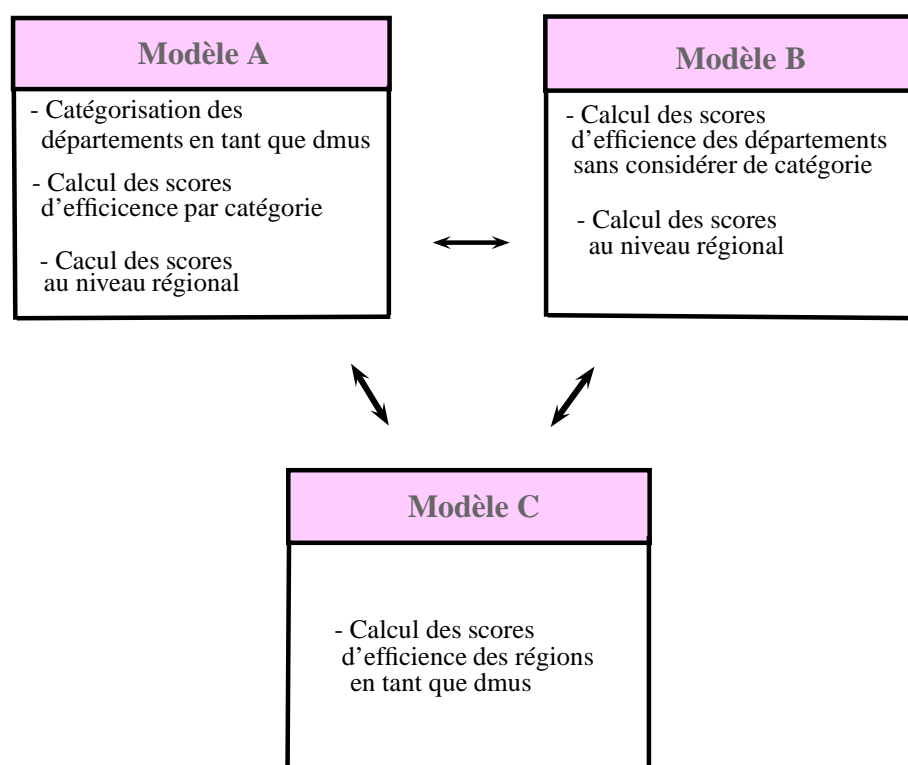 Modèle A
- Catégorisation des
départements en tant que dmus
- Calcul des scores
d'efficicence par catégorie
- Cacul des scores
au niveau régional
Modèle B
- Calcul des scores
d'efficience des départements
sans considérer de catégorie
- Calcul des scores
au niveau régional
Modèle C
- Calcul des scores
d'efficience des régions
en tant que dmus